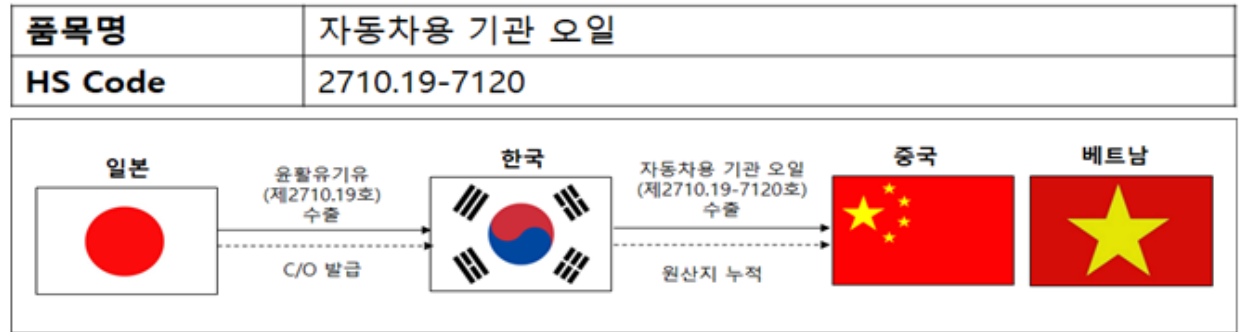 품목명 자동차용 기관 오일
HS Code 2710.19-7120
일본
윤활유기유
(제2710.19호)
수출
C/O 발급
한국
자동차용 기관 오일
(제2710.19-7120호)
수출
원산지 누적
중국
베트남